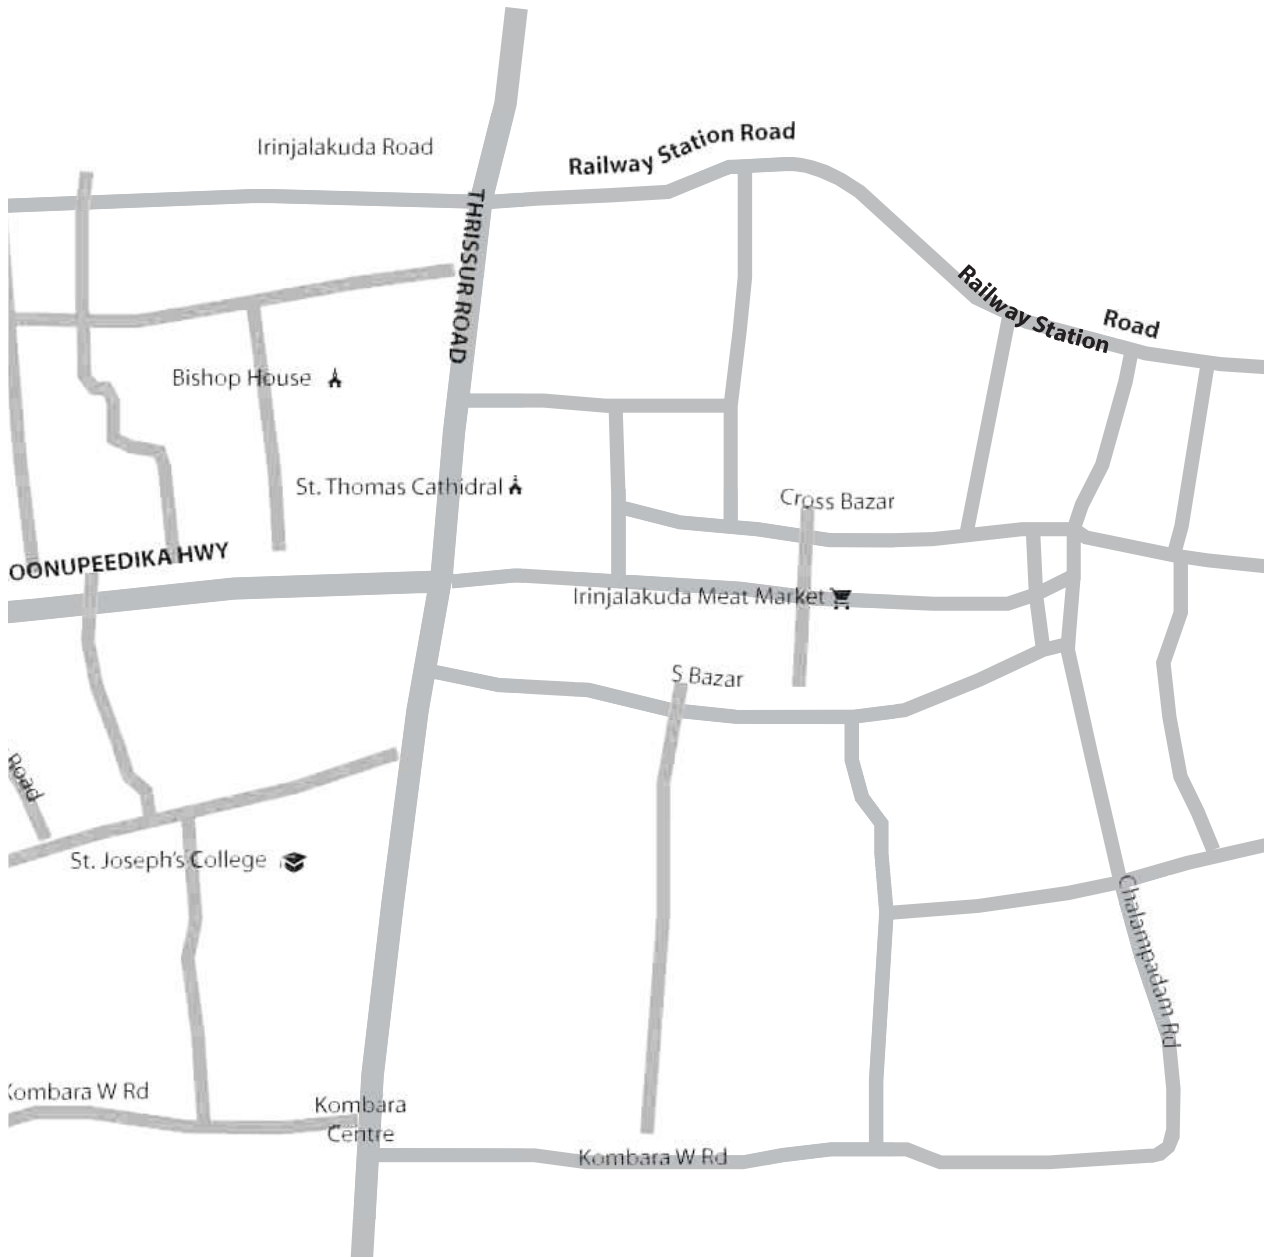 Irinjalakuda Road
Railway Station Road
THRISSUR ROAD
Railway Station Road
Bishop House
St. Thomas Cathidral
Cross Bazar
OONUPEEDIKA HWY
Irinjalakuda Meat Market
S Bazar
Road
St. Joseph's College
Chalampadam Rd
Kombara W Rd
Kombara
Centre
Kombara W Rd